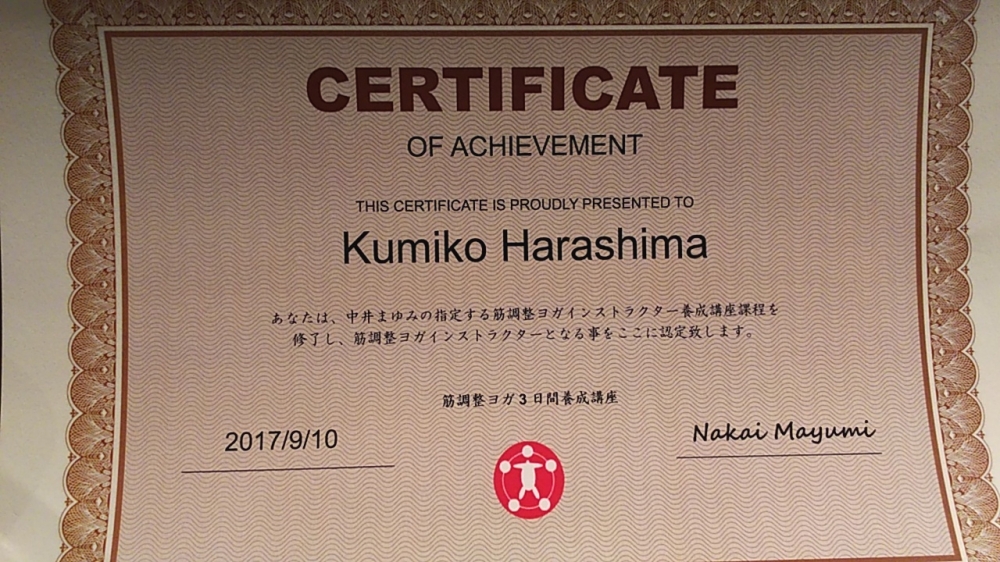 CERTIFICATE
OF ACHIEVEMENT
THIS CERTIFICATE IS PROUDLY PRESENTED TO
Kumiko Harashima
あなたは、中井まゆみの指定する筋調整ヨガインストラクター養成講座課程を
修了し、筋調整ヨガインストラクターとなる事をここに認定致します。
筋調整ヨガ3日間養成講座
2017/9/10
Nakai Mayumi